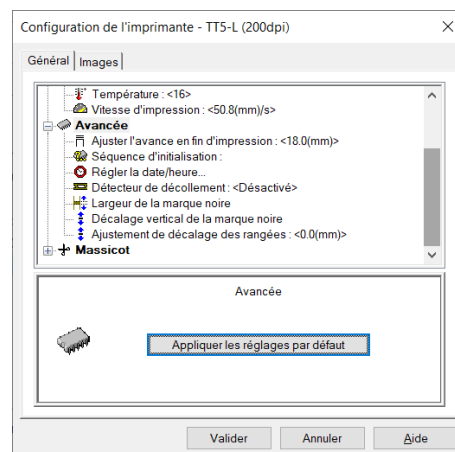 Configuration de l'imprimante - TT5-L (200dpi)
Général
Images
Température : <16>
Vitesse d'impression : <50.8(mm)/s>
Avancée
Ajuster l'avance en fin d'impression : <18.0(mm)>
Séquence d'initialisation :
Régler la date/heure...
Détecteur de décollement : <Désactivé>
Largeur de la marque noire
Décalage vertical de la marque noire
Ajustement de décalage des rangées : <0.0(mm)>
Massicot
Avancée
Appliquer les réglages par défaut
Valider
Annuler
Aide